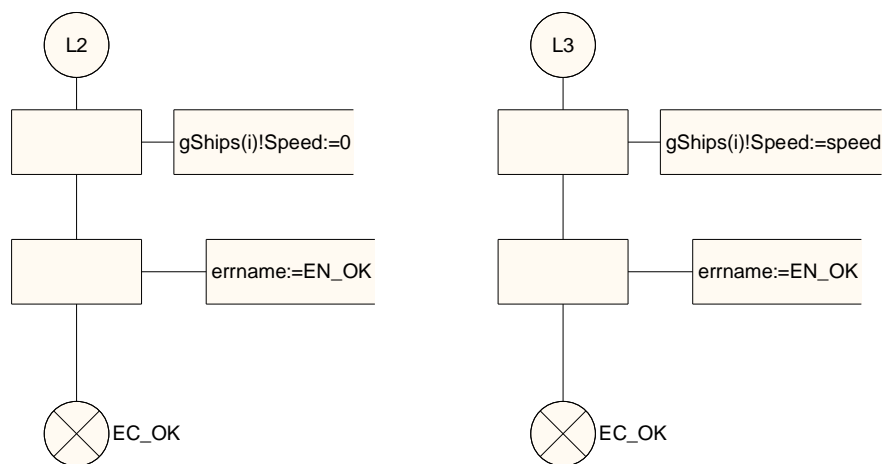 L2
gShips(i)!Speed:=0
errname:=EN_OK
EC_OK
L3
gShips(i)!Speed:=speed
errname:=EN_OK
EC_OK